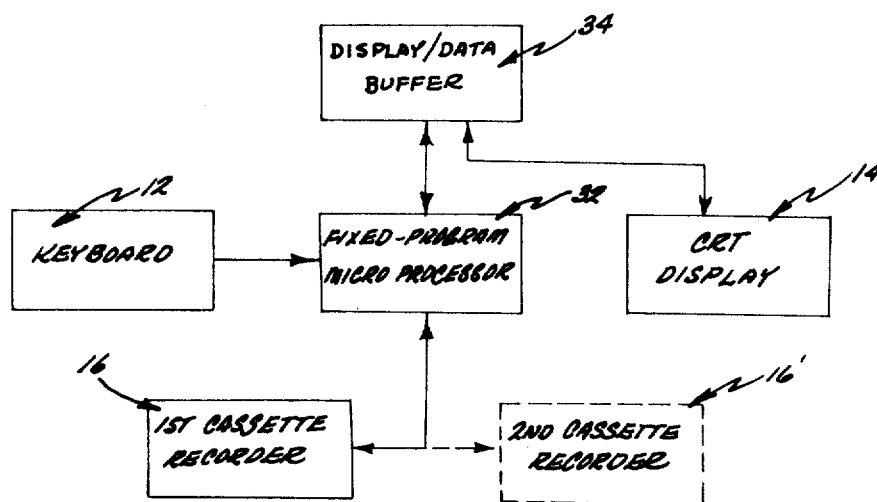 34
DISPLAY/DATA
BUFFER
12
32
14
KEYBOARD
FIXED-PROGRAM
MICRO PROCESSOR
CRT
DISPLAY
16
16'
1ST CASSETTE
RECORDER
2ND CASSETTE
RECORDER